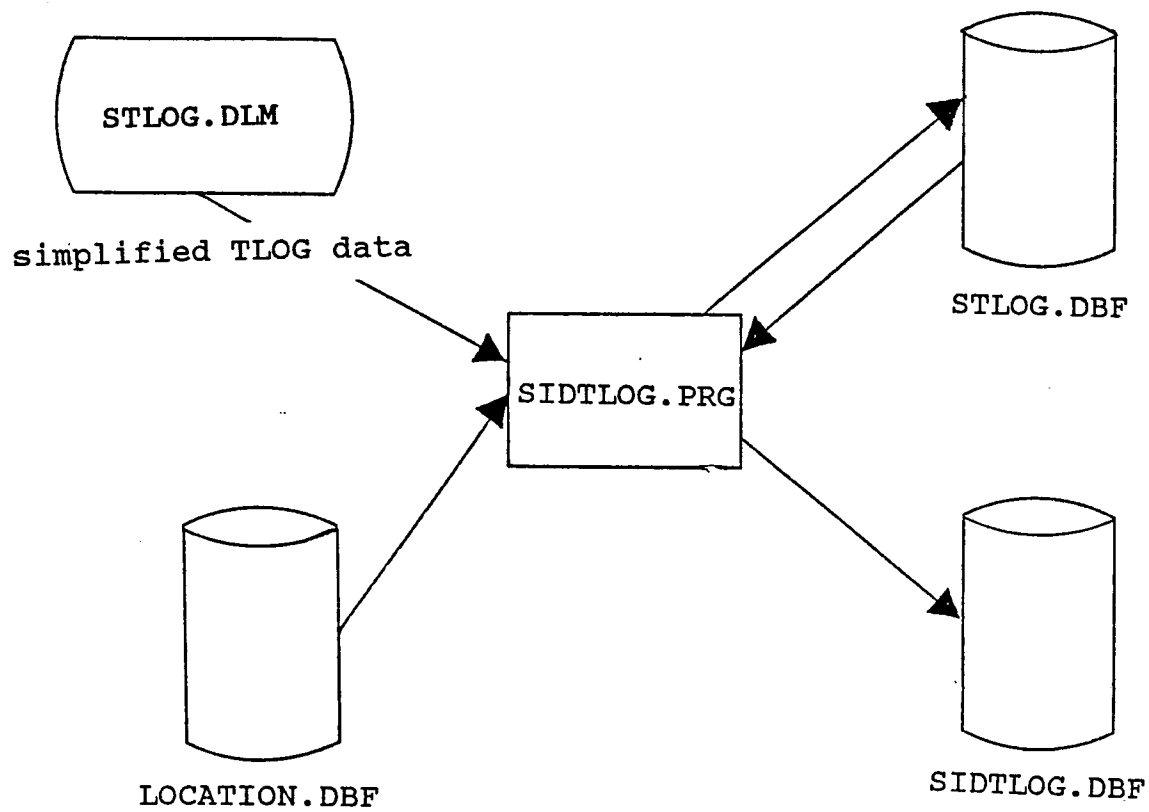 STLOG.DLM
simplified TLOG data
STLOG.DBF
SIDTLOG.PRG
LOCATION.DBF
SIDTLOG.DBF